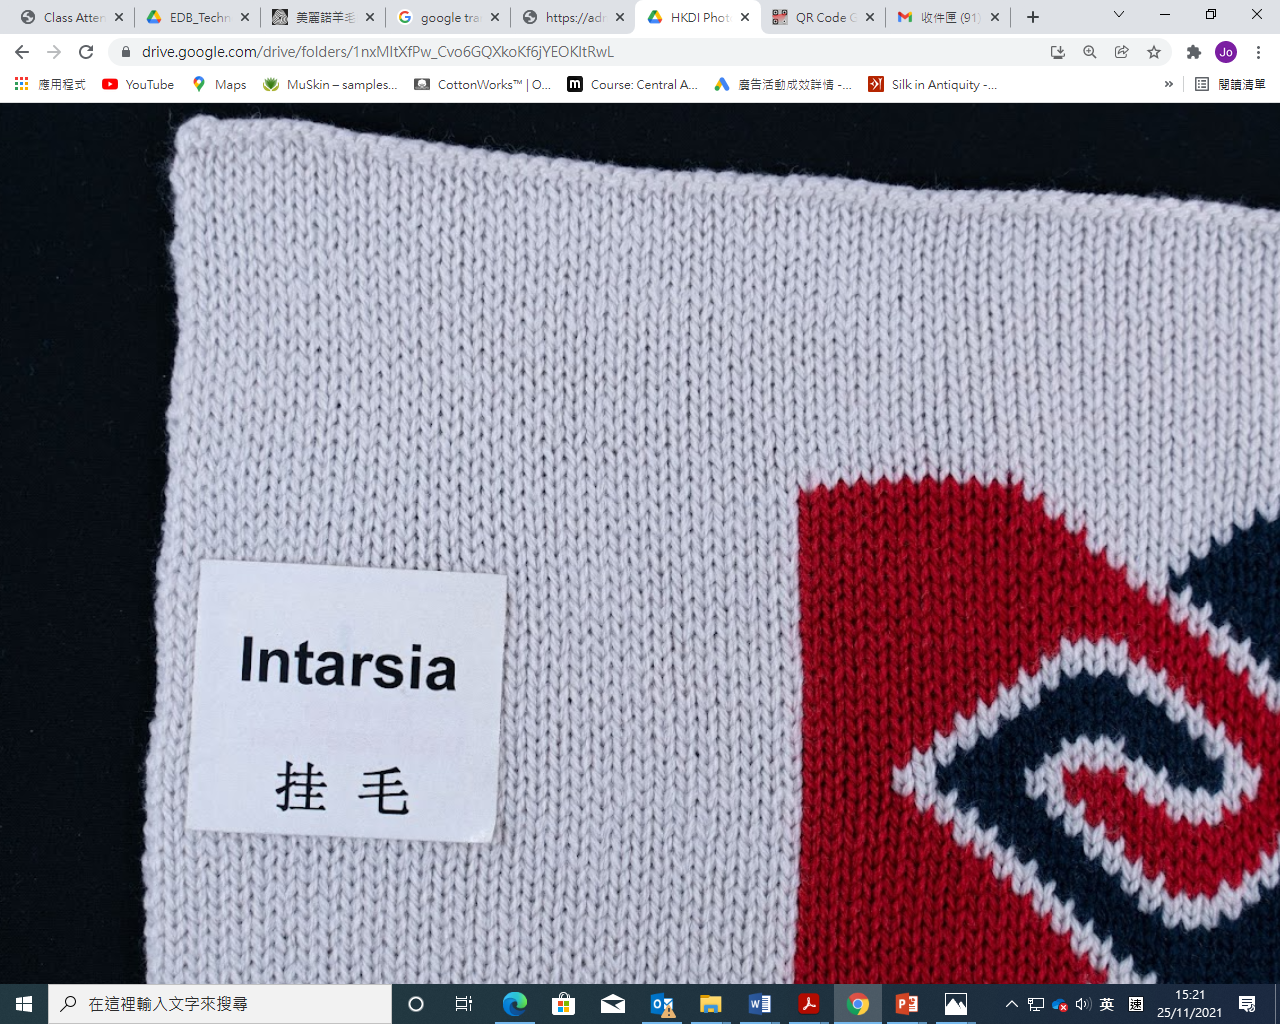 Class Atten
EDB_Techn
美麗諾羊毛
google tra
https://adr
HKDI Phot
QR Code G
收件匣 (91)
drive.google.com/drive/folders/1nxMItXfPw_Cvo6GQXkoKf6jYEOKItRwL
Jo
應用程式
YouTube
Maps
MuSkin – samples...
CottonWorks™ | O...
m
Course: Central A...
廣告活動成效詳情 -...
Silk in Antiquity -...
»
閱讀清單
Intarsia
挂 毛
在這裡輸入文字來搜尋
英
15:21
25/11/2021